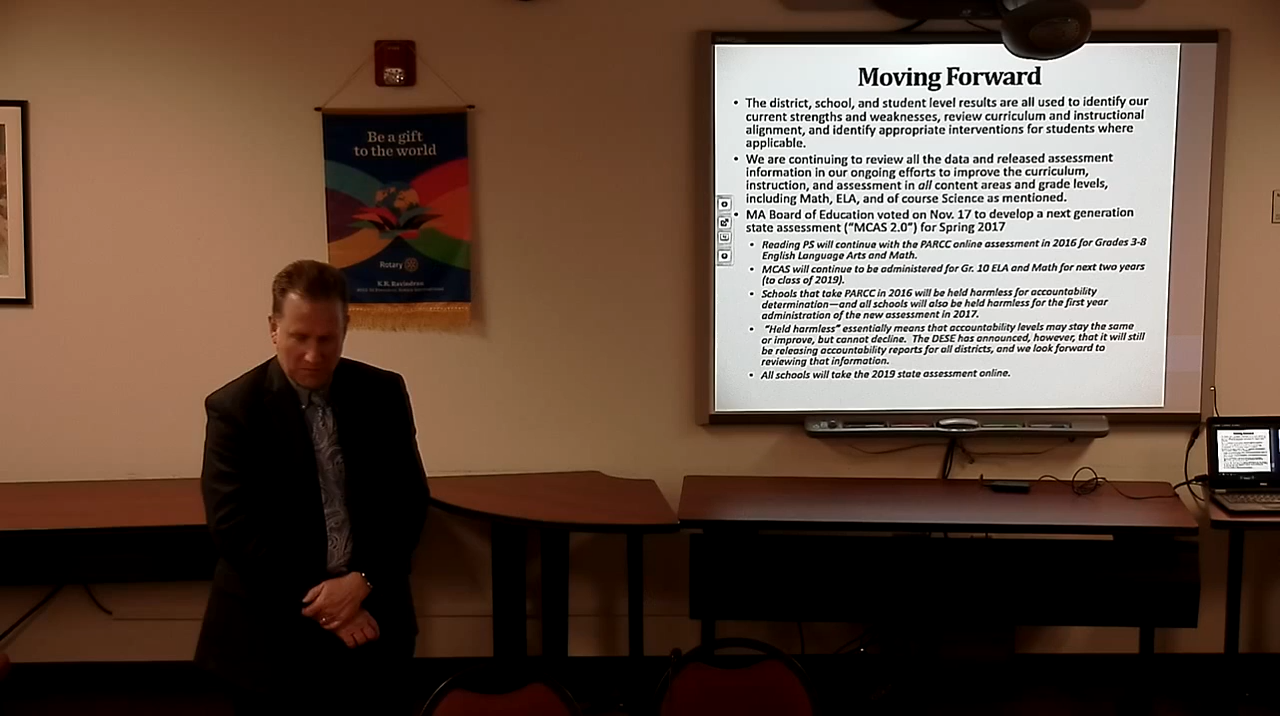 Be a gift
to the world
Rotary
K.R. Ravindran
Moving Forward
• The district, school, and student level results are all used to identify our
current strengths and weaknesses, review curriculum and instructional
alignment, and identify appropriate interventions for students where
applicable.
• We are continuing to review all the data and released assessment
information in our ongoing efforts to improve the curriculum,
instruction, and assessment in all content areas and grade levels,
including Math, ELA, and of course Science as mentioned.
• MA Board of Education voted on Nov. 17 to develop a next generation
state assessment (“MCAS 2.0”) for Spring 2017
• Reading PS will continue with the PARCC online assessment in 2016 for Grades 3-8
English Language Arts and Math.
• MCAS will continue to be administered for Gr. 10 ELA and Math for next two years
(to class of 2019).
• Schools that take PARCC in 2016 will be held harmless for accountability
determination—and all schools will also be held harmless for the first year
administration of the new assessment in 2017.
• “Held harmless” essentially means that accountability levels may stay the same
or improve, but cannot decline. The DESE has announced, however, that it will still
be releasing accountability reports for all districts, and we look forward to
reviewing that information.
• All schools will take the 2019 state assessment online.